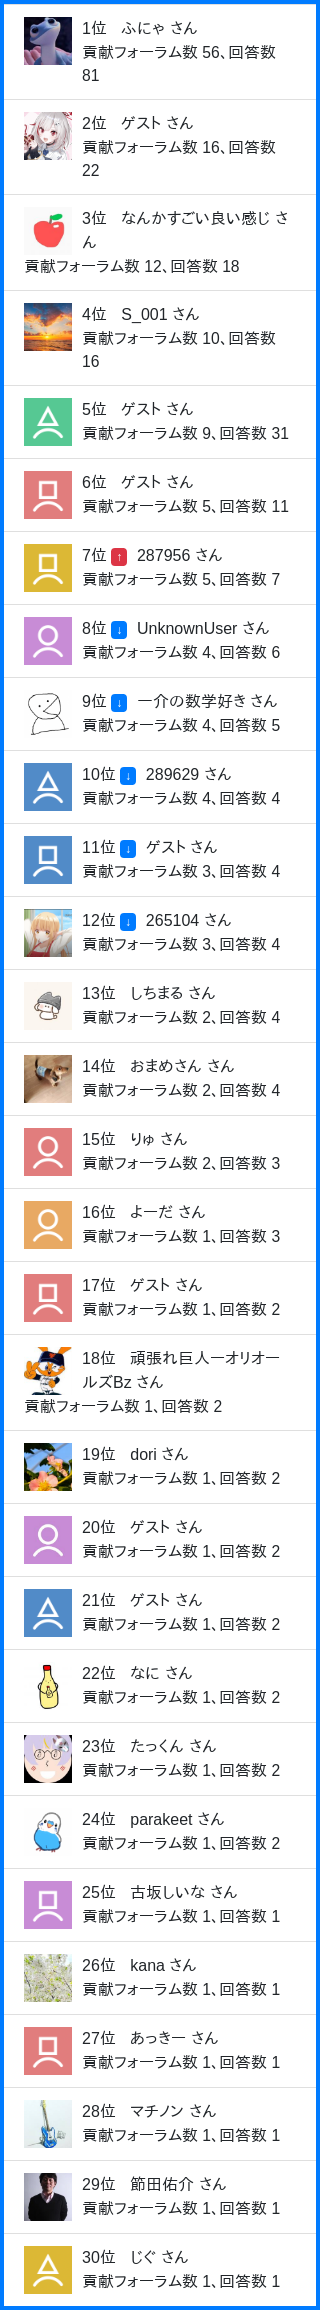 1位 ふにゃ さん
貢献フォーラム数 56、回答数
81
2位 ゲスト さん
貢献フォーラム数 16、回答数
22
3位 なんかすごい良い感じ さ
ん
貢献フォーラム数 12、回答数 18
4位 S_001 さん
貢献フォーラム数 10、回答数
16
5位 ゲスト さん
貢献フォーラム数 9、回答数 31
6位 ゲスト さん
貢献フォーラム数 5、回答数 11
7位 ↑ 287956 さん
貢献フォーラム数 5、回答数 7
8位 ↓ UnknownUser さん
貢献フォーラム数 4、回答数 6
9位 ↓ 一介の数学好き さん
貢献フォーラム数 4、回答数 5
10位 ↓ 289629 さん
貢献フォーラム数 4、回答数 4
11位 ↓ ゲスト さん
貢献フォーラム数 3、回答数 4
12位 ↓ 265104 さん
貢献フォーラム数 3、回答数 4
13位 しちまる さん
貢献フォーラム数 2、回答数 4
14位 おまめさん さん
貢献フォーラム数 2、回答数 4
15位 りゅ さん
貢献フォーラム数 2、回答数 3
16位 よーだ さん
貢献フォーラム数 1、回答数 3
17位 ゲスト さん
貢献フォーラム数 1、回答数 2
18位 頑張れ巨人ーオリオー
ルズBz さん
貢献フォーラム数 1、回答数 2
19位 dori さん
貢献フォーラム数 1、回答数 2
20位 ゲスト さん
貢献フォーラム数 1、回答数 2
21位 ゲスト さん
貢献フォーラム数 1、回答数 2
22位 なに さん
貢献フォーラム数 1、回答数 2
23位 たっくん さん
貢献フォーラム数 1、回答数 2
24位 parakeet さん
貢献フォーラム数 1、回答数 2
25位 古坂しいな さん
貢献フォーラム数 1、回答数 1
26位 kana さん
貢献フォーラム数 1、回答数 1
27位 あっきー さん
貢献フォーラム数 1、回答数 1
28位 マチノン さん
貢献フォーラム数 1、回答数 1
29位 節田佑介 さん
貢献フォーラム数 1、回答数 1
30位 じぐ さん
貢献フォーラム数 1、回答数 1